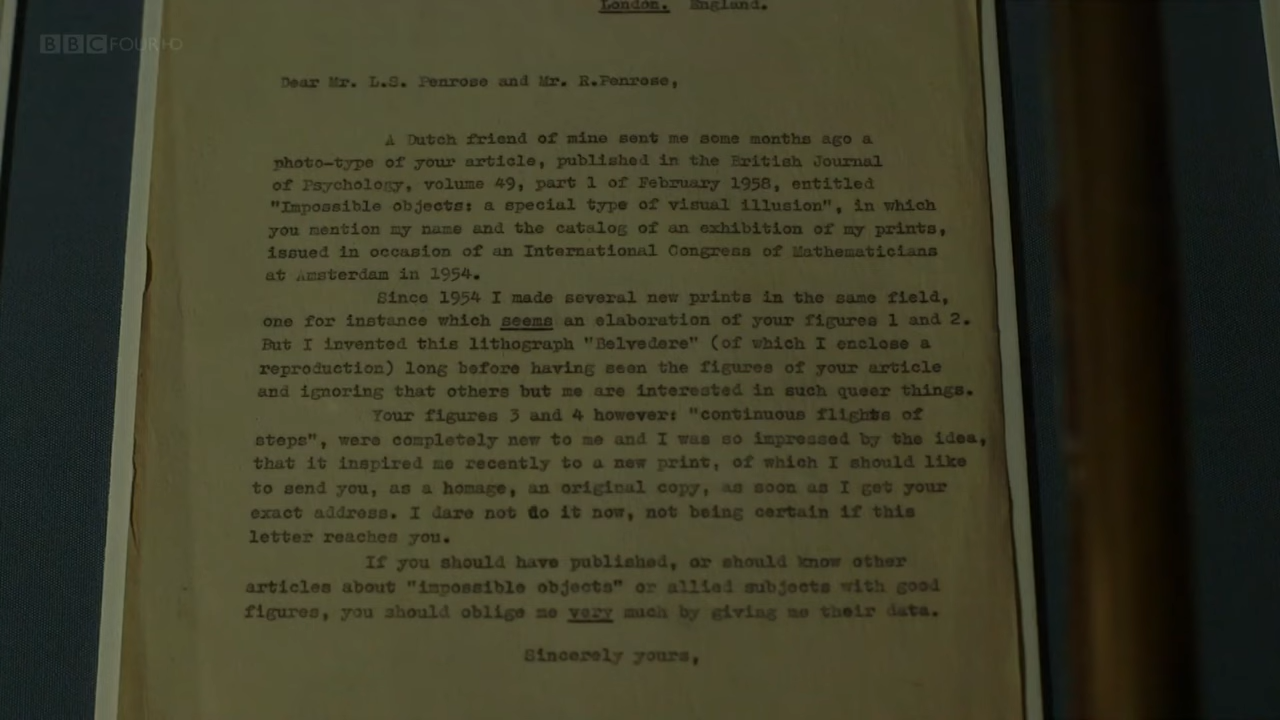 London. England.
BBC FOUR HD
Dear Mr. L.S. Penrose and Mr. R.Penrose,
A Dutch friend of mine sent me some months ago a
photo-type of your article, published in the British Journal
of Psychology, volume 49, part 1 of February 1958, entitled
"Impossible objects: a special type of visual illusion", in which
you mention my name and the catalog of an exhibition of my prints,
issued in occasion of an International Congress of Mathematicians
at Amsterdam in 1954.
Since 1954 I made several new prints in the same field,
one for instance which seems an elaboration of your figures 1 and 2.
But I invented this lithograph "Belvedere" (of which I enclose a
reproduction) long before having seen the figures of your article
and ignoring that others but me are interested in such queer things.
Your figures 3 and 4 however: "continuous flights of
steps", were completely new to me and I was so impressed by the idea,
that it inspired me recently to a new print, of which I should like
to send you, as a homage, an original copy, as soon as I get your
exact address. I dare not do it now, not being certain if this
letter reaches you.
If you should have published, or should know other
articles about "impossible objects" or allied subjects with good
figures, you should oblige me very much by giving me their data.
Sincerely yours,